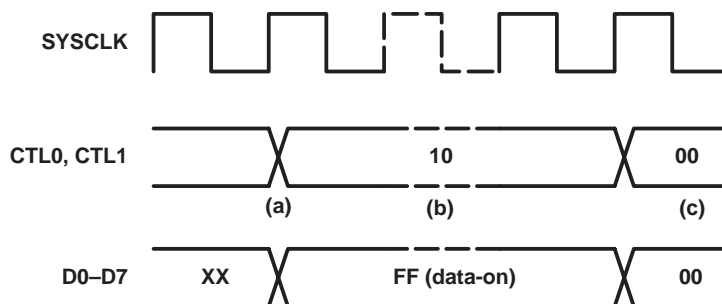 SYSCLK
CTL0, CTL1 10 00
(a) (b) (c)
D0–D7 XX FF (data-on) 00